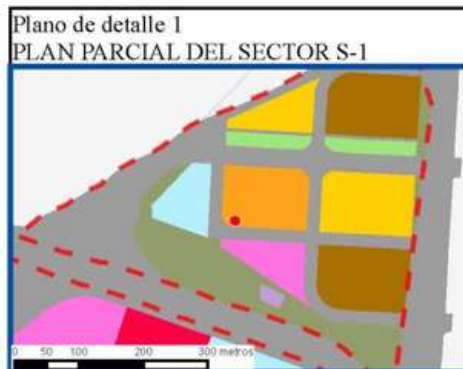 Plano de detalle 1
PLAN PARCIAL DEL SECTOR S-1
0 50 100 200 300 metros